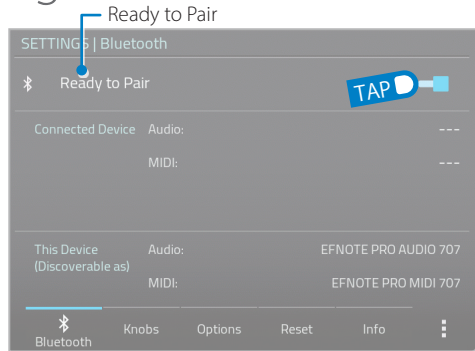 Ready to Pair
SETTINGS | Bluetooth
Ready to Pair
TAP
Connected Device Audio: ---
MIDI: ---
This Device Audio: EFNOTE PRO AUDIO 707
(Discoverable as)
MIDI: EFNOTE PRO MIDI 707
Bluetooth Knobs Options Reset Info